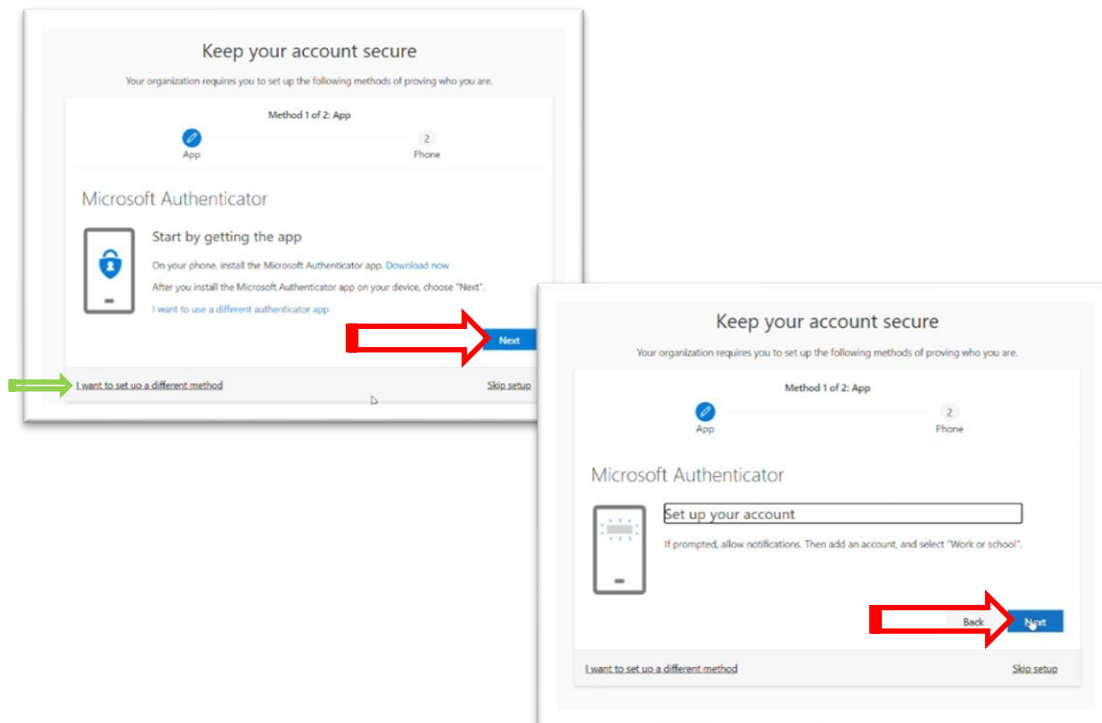 Keep your account secure
Your organization requires you to set up the following methods of proving who you are.
Method 1 of 2: App
App
2
Phone
Microsoft Authenticator
Start by getting the app
On your phone, install the Microsoft Authenticator app. Download now
After you install the Microsoft Authenticator app on your device, choose "Next".
I want to use a different authenticator app
Next
I want to set up a different method
Skip setup
Keep your account secure
Your organization requires you to set up the following methods of proving who you are.
Method 1 of 2: App
App
2
Phone
Microsoft Authenticator
Set up your account
If prompted, allow notifications. Then add an account, and select "Work or school".
Back
Next
I want to set up a different method
Skip setup